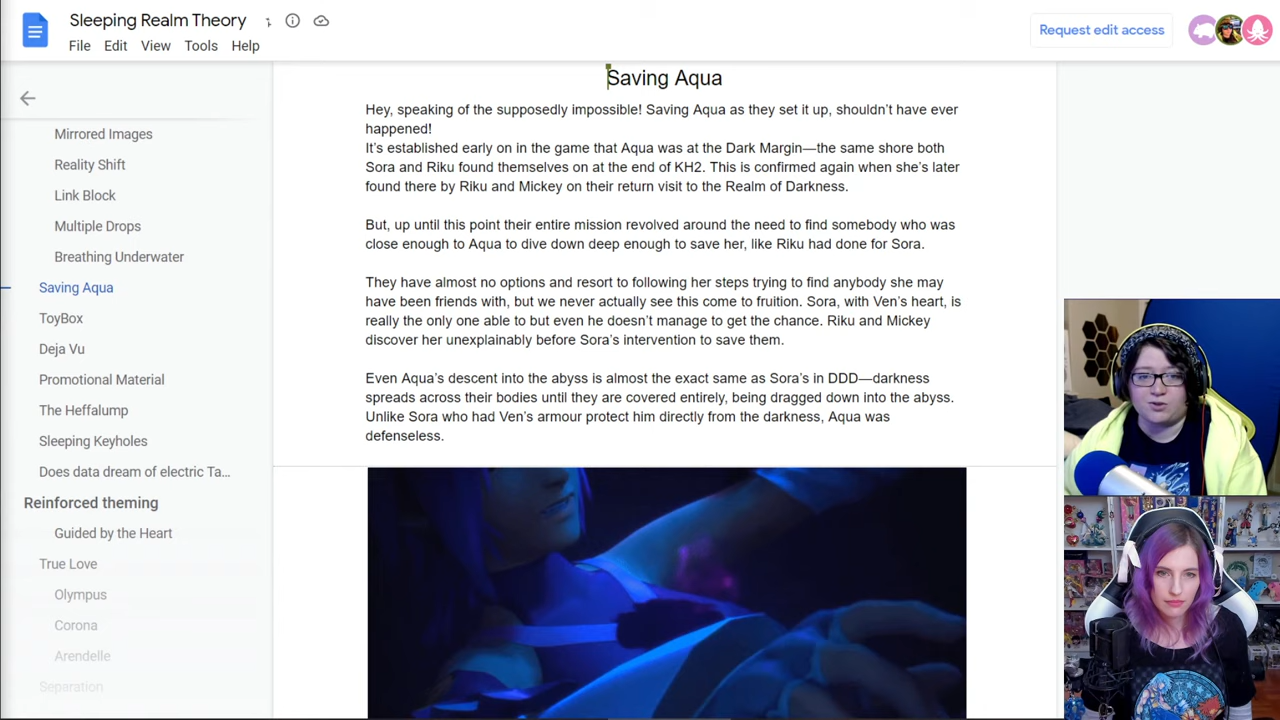 Sleeping Realm Theory
File Edit View Tools Help
Request edit access
Mirrored Images
Reality Shift
Link Block
Multiple Drops
Breathing Underwater
Saving Aqua
ToyBox
Deja Vu
Promotional Material
The Heffalump
Sleeping Keyholes
Does data dream of electric Ta...
Reinforced theming
Guided by the Heart
True Love
Olympus
Corona
Arendelle
Separation
Saving Aqua
Hey, speaking of the supposedly impossible! Saving Aqua as they set it up, shouldn’t have ever
happened!
It’s established early on in the game that Aqua was at the Dark Margin—the same shore both
Sora and Riku found themselves on at the end of KH2. This is confirmed again when she’s later
found there by Riku and Mickey on their return visit to the Realm of Darkness.
But, up until this point their entire mission revolved around the need to find somebody who was
close enough to Aqua to dive down deep enough to save her, like Riku had done for Sora.
They have almost no options and resort to following her steps trying to find anybody she may
have been friends with, but we never actually see this come to fruition. Sora, with Ven’s heart, is
really the only one able to but even he doesn’t manage to get the chance. Riku and Mickey
discover her unexplainably before Sora’s intervention to save them.
Even Aqua’s descent into the abyss is almost the exact same as Sora’s in DDD—darkness
spreads across their bodies until they are covered entirely, being dragged down into the abyss.
Unlike Sora who had Ven’s armour protect him directly from the darkness, Aqua was
defenseless.